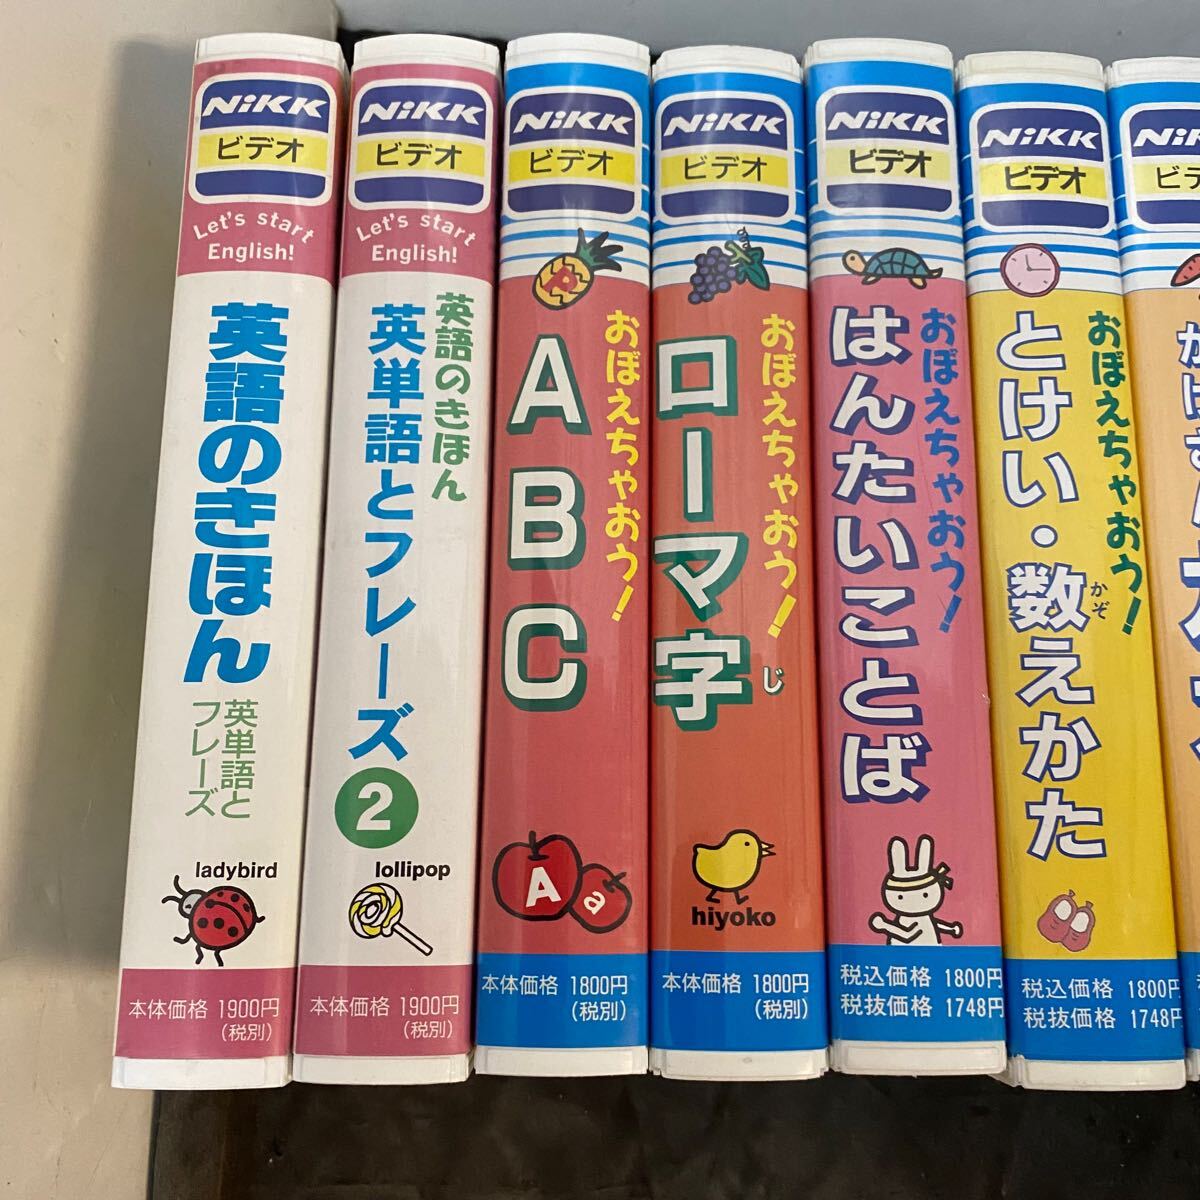 NiKK
ビデオ
Let's start
English!
英語のきほん
英単語と
フレーズ
ladybird
本体価格 1900円
(税別)
NiKK
ビデオ
Let's start
English!
英語のきほん
英単語とフレーズ
2
lollipop
本体価格 1900円
(税別)
NiKK
ビデオ
おぼえちゃおう!
ABC
A a
本体価格 1800円
(税別)
NiKK
ビデオ
おぼえちゃおう!
ローマ字
じ
hiyoko
本体価格 1800円
(税別)
NiKK
ビデオ
おぼえちゃおう!
はんたいことば
税込価格 1800円
税抜価格 1748円
NiKK
ビデオ
おぼえちゃおう!
とけい・数えかた
かぞ
税込価格 1800円
税抜価格 1748円